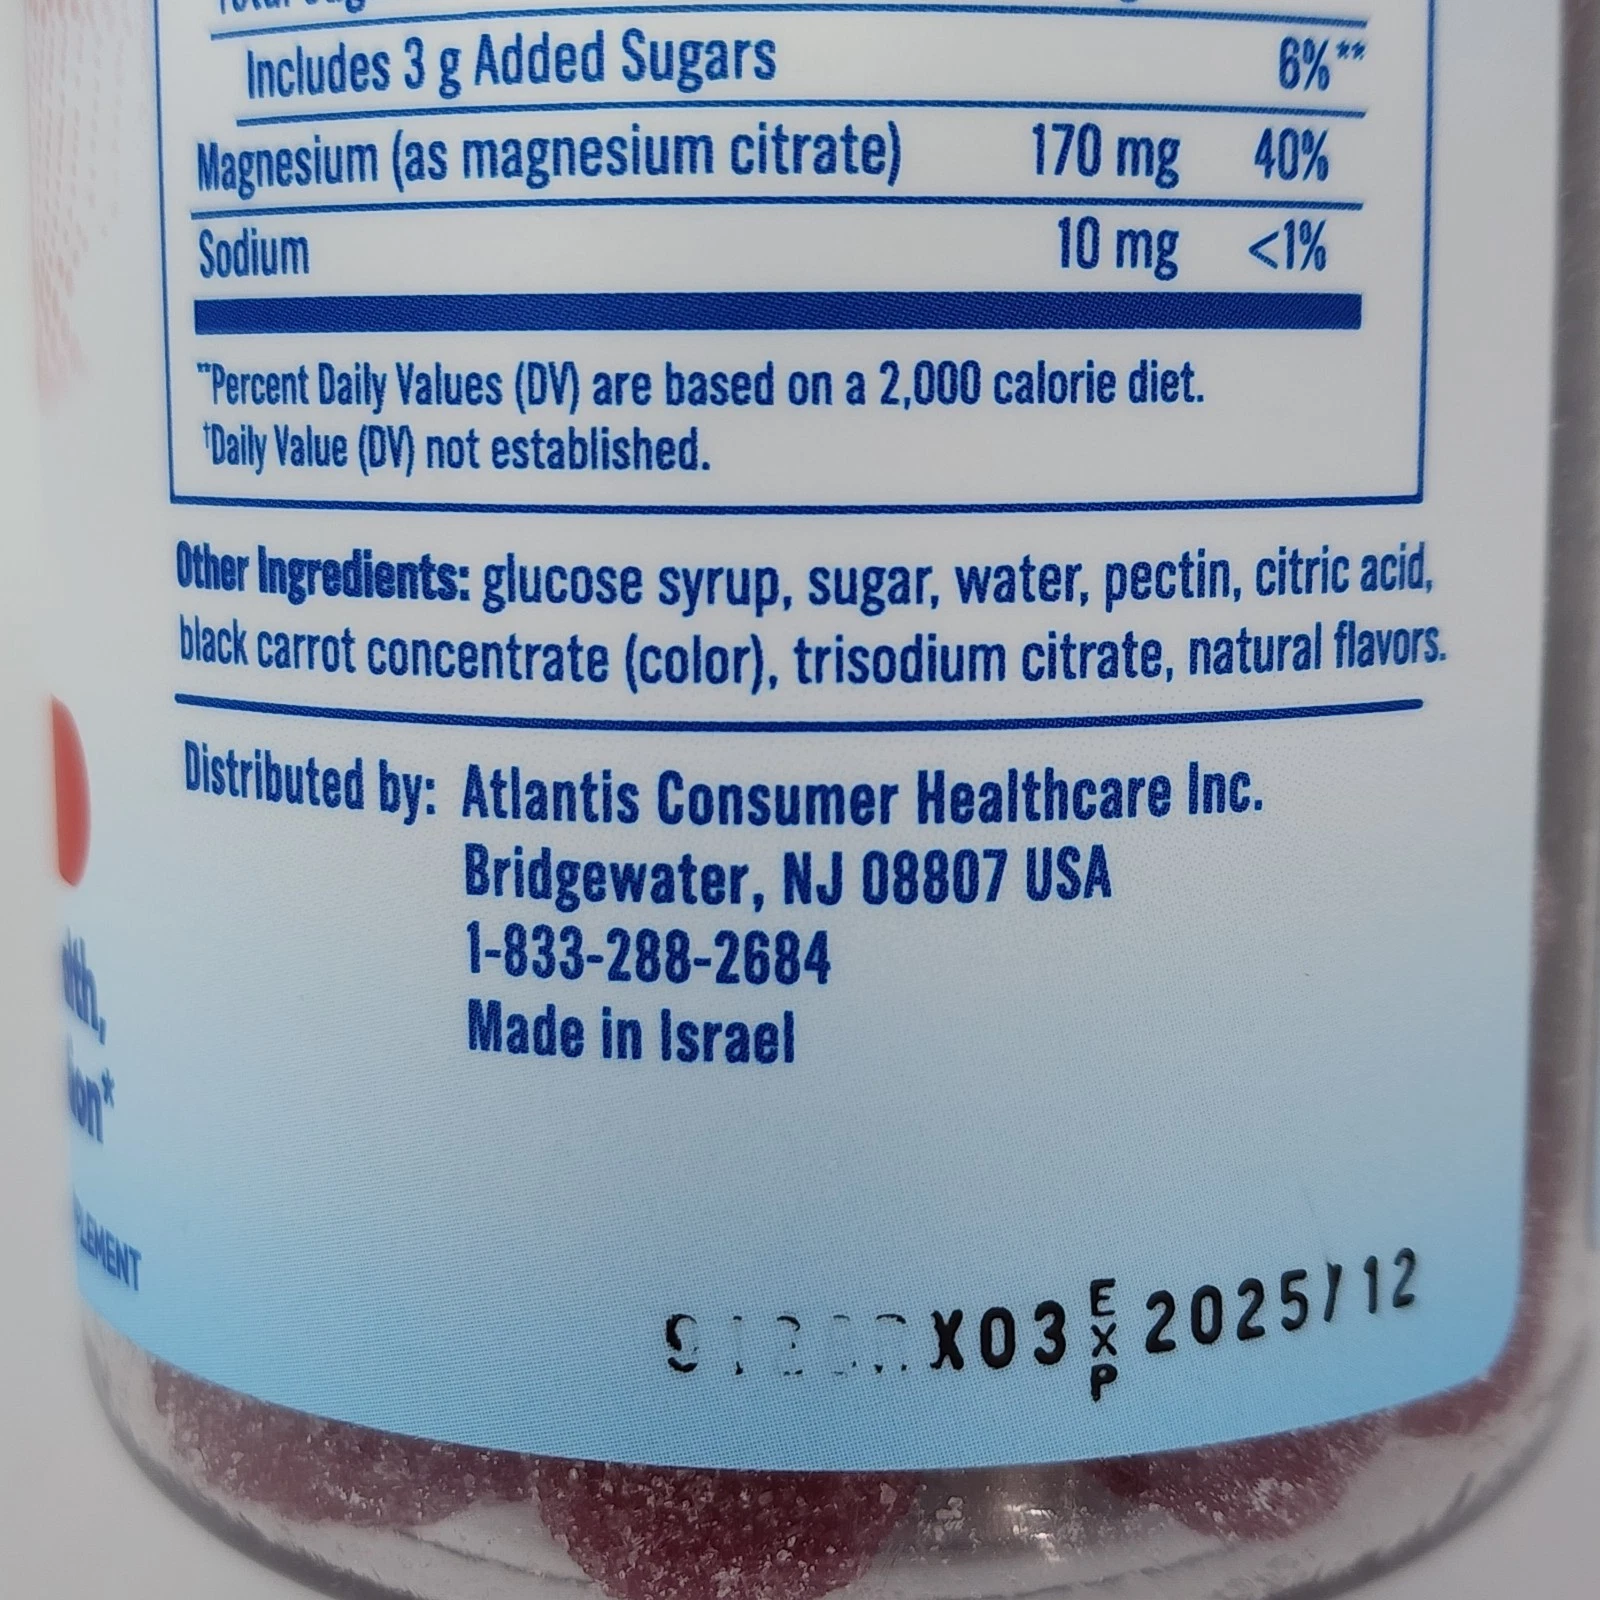 Includes 3 g Added Sugars 6%**
Magnesium (as magnesium citrate) 170 mg 40%
Sodium 10 mg <1%
**Percent Daily Values (DV) are based on a 2,000 calorie diet.
†Daily Value (DV) not established.
Other Ingredients: glucose syrup, sugar, water, pectin, citric acid,
black carrot concentrate (color), trisodium citrate, natural flavors.
Distributed by: Atlantis Consumer Healthcare Inc.
Bridgewater, NJ 08807 USA
1-833-288-2684
Made in Israel
X03 EXP 2025/12